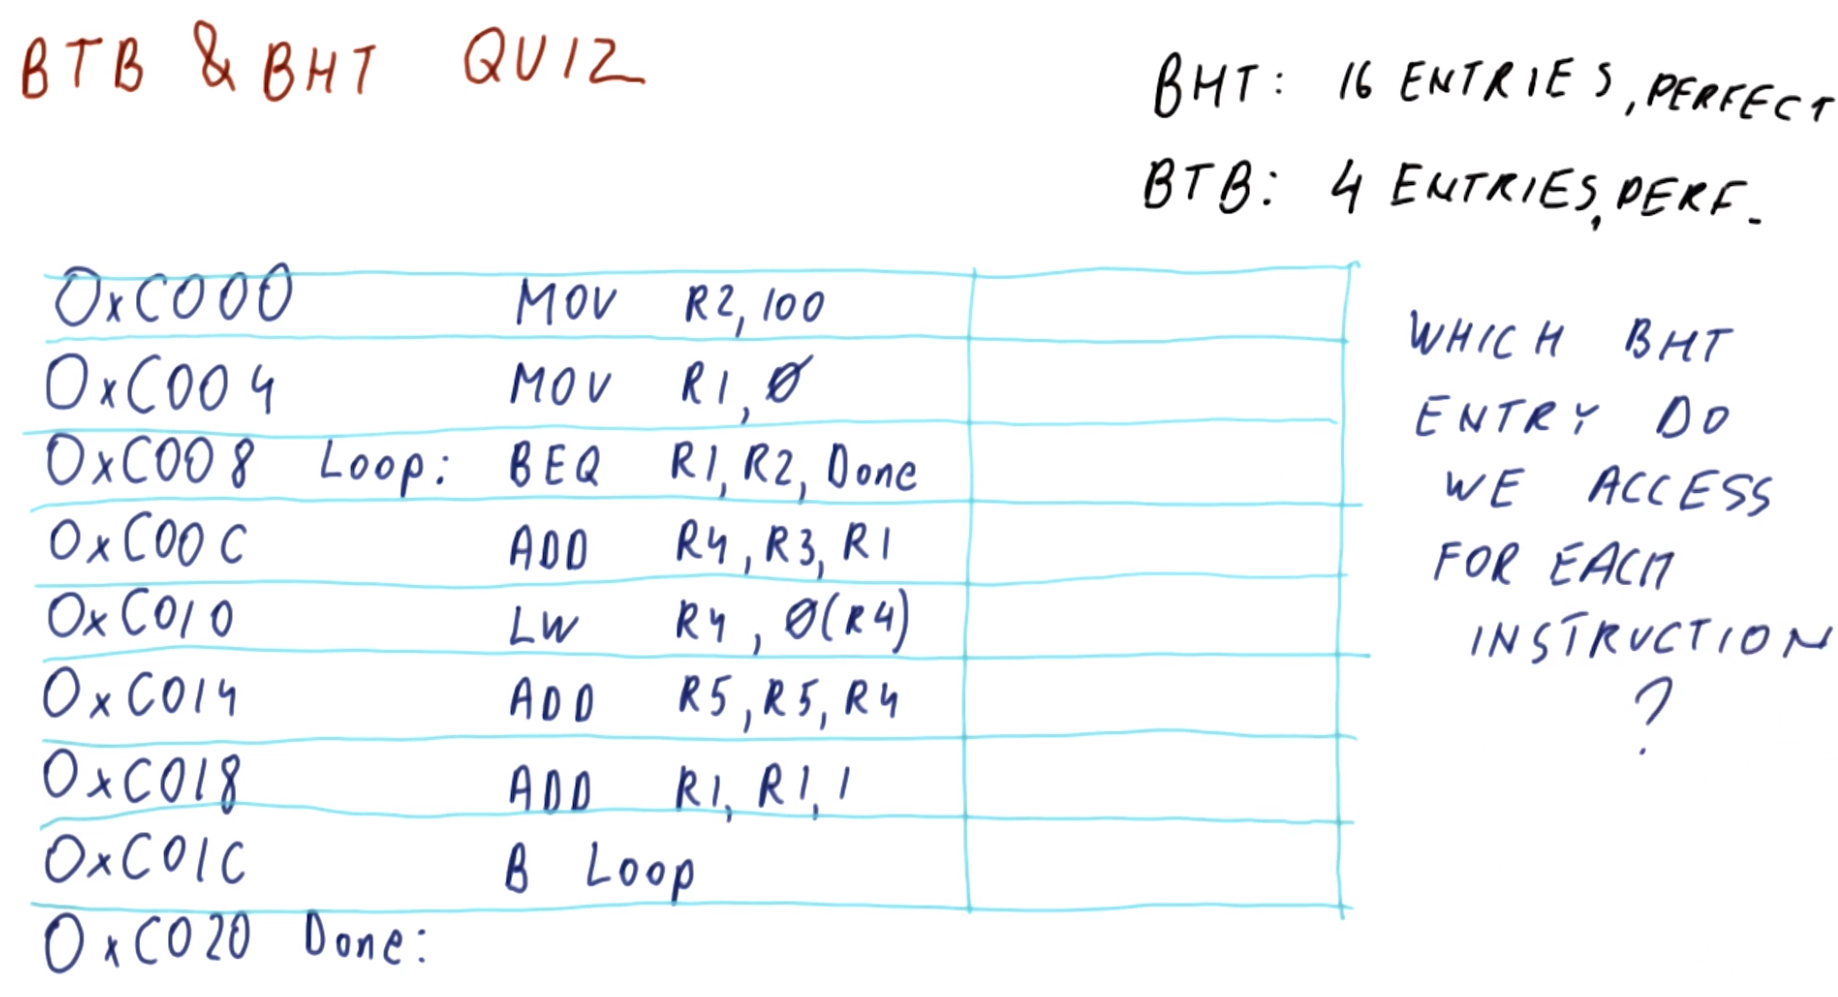 BTB & BHT QUIZ
BHT: 16 ENTRIES, PERFECT
BTB: 4 ENTRIES, PERF.
0xC000 MOV R2, 100
0xC004 MOV R1, Ø
0xC008 Loop: BEQ R1, R2, Done
0xC00C ADD R4, R3, R1
0xC010 LW R4, Ø(R4)
0xC014 ADD R5, R5, R4
0xC018 ADD R1, R1, 1
0xC01C B Loop
0xC020 Done:
WHICH BHT
ENTRY DO
WE ACCESS
FOR EACH
INSTRUCTION
?